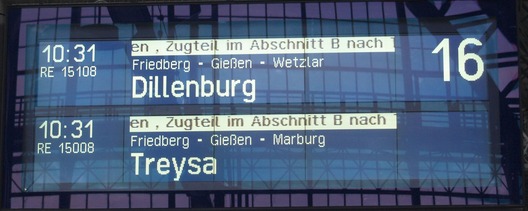 10:31 en , Zugteil im Abschnitt B nach 16
RE 15108 Friedberg - Gießen - Wetzlar
Dillenburg
10:31 en , Zugteil im Abschnitt B nach
RE 15008 Friedberg - Gießen - Marburg
Treysa